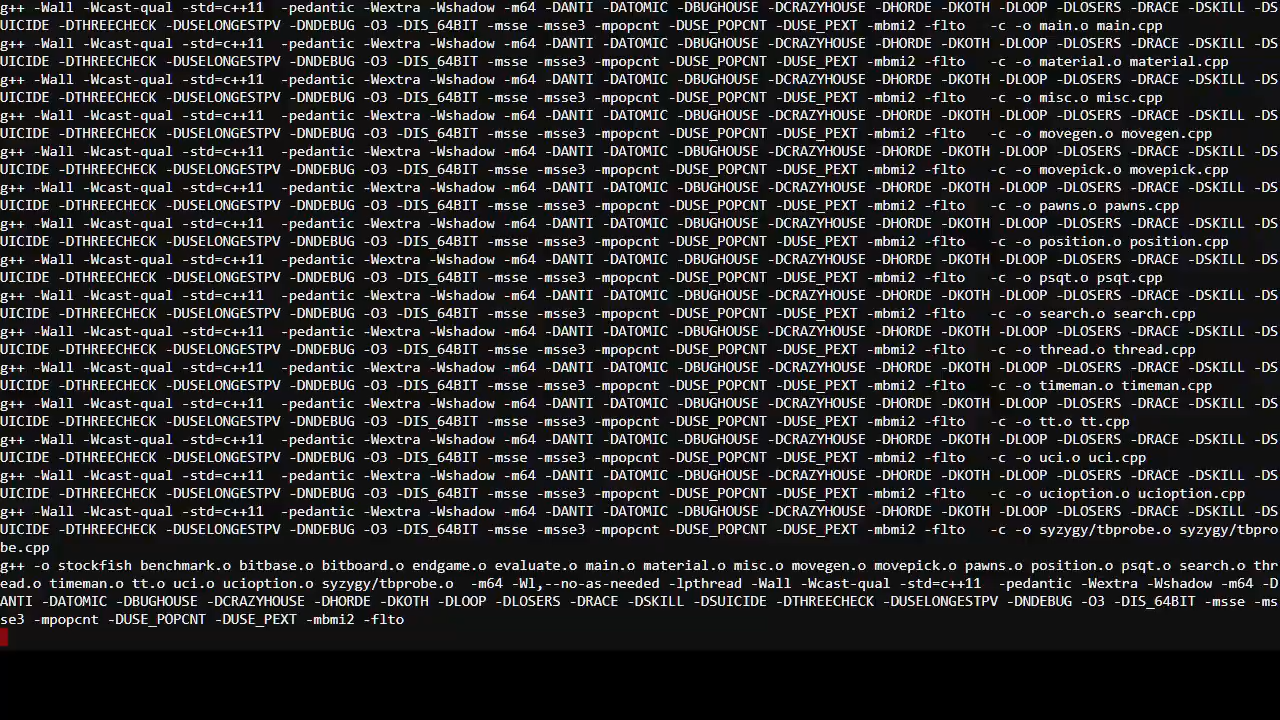 g++ -Wall -Wcast-qual -std=c++11  -pedantic -Wextra -Wshadow -m64 -DANTI -DATOMIC -DBUGHOUSE -DCRAZYHOUSE -DHORDE -DKOTH -DLOOP -DLOSERS -DRACE -DSKILL -DS
UICIDE -DTHREECHECK -DUSELONGESTPV -DNDEBUG -O3 -DIS_64BIT -msse -msse3 -mpopcnt -DUSE_POPCNT -DUSE_PEXT -mbmi2 -flto   -c -o main.o main.cpp
g++ -Wall -Wcast-qual -std=c++11  -pedantic -Wextra -Wshadow -m64 -DANTI -DATOMIC -DBUGHOUSE -DCRAZYHOUSE -DHORDE -DKOTH -DLOOP -DLOSERS -DRACE -DSKILL -DS
UICIDE -DTHREECHECK -DUSELONGESTPV -DNDEBUG -O3 -DIS_64BIT -msse -msse3 -mpopcnt -DUSE_POPCNT -DUSE_PEXT -mbmi2 -flto   -c -o material.o material.cpp
g++ -Wall -Wcast-qual -std=c++11  -pedantic -Wextra -Wshadow -m64 -DANTI -DATOMIC -DBUGHOUSE -DCRAZYHOUSE -DHORDE -DKOTH -DLOOP -DLOSERS -DRACE -DSKILL -DS
UICIDE -DTHREECHECK -DUSELONGESTPV -DNDEBUG -O3 -DIS_64BIT -msse -msse3 -mpopcnt -DUSE_POPCNT -DUSE_PEXT -mbmi2 -flto   -c -o misc.o misc.cpp
g++ -Wall -Wcast-qual -std=c++11  -pedantic -Wextra -Wshadow -m64 -DANTI -DATOMIC -DBUGHOUSE -DCRAZYHOUSE -DHORDE -DKOTH -DLOOP -DLOSERS -DRACE -DSKILL -DS
UICIDE -DTHREECHECK -DUSELONGESTPV -DNDEBUG -O3 -DIS_64BIT -msse -msse3 -mpopcnt -DUSE_POPCNT -DUSE_PEXT -mbmi2 -flto   -c -o movegen.o movegen.cpp
g++ -Wall -Wcast-qual -std=c++11  -pedantic -Wextra -Wshadow -m64 -DANTI -DATOMIC -DBUGHOUSE -DCRAZYHOUSE -DHORDE -DKOTH -DLOOP -DLOSERS -DRACE -DSKILL -DS
UICIDE -DTHREECHECK -DUSELONGESTPV -DNDEBUG -O3 -DIS_64BIT -msse -msse3 -mpopcnt -DUSE_POPCNT -DUSE_PEXT -mbmi2 -flto   -c -o movepick.o movepick.cpp
g++ -Wall -Wcast-qual -std=c++11  -pedantic -Wextra -Wshadow -m64 -DANTI -DATOMIC -DBUGHOUSE -DCRAZYHOUSE -DHORDE -DKOTH -DLOOP -DLOSERS -DRACE -DSKILL -DS
UICIDE -DTHREECHECK -DUSELONGESTPV -DNDEBUG -O3 -DIS_64BIT -msse -msse3 -mpopcnt -DUSE_POPCNT -DUSE_PEXT -mbmi2 -flto   -c -o pawns.o pawns.cpp
g++ -Wall -Wcast-qual -std=c++11  -pedantic -Wextra -Wshadow -m64 -DANTI -DATOMIC -DBUGHOUSE -DCRAZYHOUSE -DHORDE -DKOTH -DLOOP -DLOSERS -DRACE -DSKILL -DS
UICIDE -DTHREECHECK -DUSELONGESTPV -DNDEBUG -O3 -DIS_64BIT -msse -msse3 -mpopcnt -DUSE_POPCNT -DUSE_PEXT -mbmi2 -flto   -c -o position.o position.cpp
g++ -Wall -Wcast-qual -std=c++11  -pedantic -Wextra -Wshadow -m64 -DANTI -DATOMIC -DBUGHOUSE -DCRAZYHOUSE -DHORDE -DKOTH -DLOOP -DLOSERS -DRACE -DSKILL -DS
UICIDE -DTHREECHECK -DUSELONGESTPV -DNDEBUG -O3 -DIS_64BIT -msse -msse3 -mpopcnt -DUSE_POPCNT -DUSE_PEXT -mbmi2 -flto   -c -o psqt.o psqt.cpp
g++ -Wall -Wcast-qual -std=c++11  -pedantic -Wextra -Wshadow -m64 -DANTI -DATOMIC -DBUGHOUSE -DCRAZYHOUSE -DHORDE -DKOTH -DLOOP -DLOSERS -DRACE -DSKILL -DS
UICIDE -DTHREECHECK -DUSELONGESTPV -DNDEBUG -O3 -DIS_64BIT -msse -msse3 -mpopcnt -DUSE_POPCNT -DUSE_PEXT -mbmi2 -flto   -c -o search.o search.cpp
g++ -Wall -Wcast-qual -std=c++11  -pedantic -Wextra -Wshadow -m64 -DANTI -DATOMIC -DBUGHOUSE -DCRAZYHOUSE -DHORDE -DKOTH -DLOOP -DLOSERS -DRACE -DSKILL -DS
UICIDE -DTHREECHECK -DUSELONGESTPV -DNDEBUG -O3 -DIS_64BIT -msse -msse3 -mpopcnt -DUSE_POPCNT -DUSE_PEXT -mbmi2 -flto   -c -o thread.o thread.cpp
g++ -Wall -Wcast-qual -std=c++11  -pedantic -Wextra -Wshadow -m64 -DANTI -DATOMIC -DBUGHOUSE -DCRAZYHOUSE -DHORDE -DKOTH -DLOOP -DLOSERS -DRACE -DSKILL -DS
UICIDE -DTHREECHECK -DUSELONGESTPV -DNDEBUG -O3 -DIS_64BIT -msse -msse3 -mpopcnt -DUSE_POPCNT -DUSE_PEXT -mbmi2 -flto   -c -o timeman.o timeman.cpp
g++ -Wall -Wcast-qual -std=c++11  -pedantic -Wextra -Wshadow -m64 -DANTI -DATOMIC -DBUGHOUSE -DCRAZYHOUSE -DHORDE -DKOTH -DLOOP -DLOSERS -DRACE -DSKILL -DS
UICIDE -DTHREECHECK -DUSELONGESTPV -DNDEBUG -O3 -DIS_64BIT -msse -msse3 -mpopcnt -DUSE_POPCNT -DUSE_PEXT -mbmi2 -flto   -c -o tt.o tt.cpp
g++ -Wall -Wcast-qual -std=c++11  -pedantic -Wextra -Wshadow -m64 -DANTI -DATOMIC -DBUGHOUSE -DCRAZYHOUSE -DHORDE -DKOTH -DLOOP -DLOSERS -DRACE -DSKILL -DS
UICIDE -DTHREECHECK -DUSELONGESTPV -DNDEBUG -O3 -DIS_64BIT -msse -msse3 -mpopcnt -DUSE_POPCNT -DUSE_PEXT -mbmi2 -flto   -c -o uci.o uci.cpp
g++ -Wall -Wcast-qual -std=c++11  -pedantic -Wextra -Wshadow -m64 -DANTI -DATOMIC -DBUGHOUSE -DCRAZYHOUSE -DHORDE -DKOTH -DLOOP -DLOSERS -DRACE -DSKILL -DS
UICIDE -DTHREECHECK -DUSELONGESTPV -DNDEBUG -O3 -DIS_64BIT -msse -msse3 -mpopcnt -DUSE_POPCNT -DUSE_PEXT -mbmi2 -flto   -c -o ucioption.o ucioption.cpp
g++ -Wall -Wcast-qual -std=c++11  -pedantic -Wextra -Wshadow -m64 -DANTI -DATOMIC -DBUGHOUSE -DCRAZYHOUSE -DHORDE -DKOTH -DLOOP -DLOSERS -DRACE -DSKILL -DS
UICIDE -DTHREECHECK -DUSELONGESTPV -DNDEBUG -O3 -DIS_64BIT -msse -msse3 -mpopcnt -DUSE_POPCNT -DUSE_PEXT -mbmi2 -flto   -c -o syzygy/tbprobe.o syzygy/tbpro
be.cpp
g++ -o stockfish benchmark.o bitbase.o bitboard.o endgame.o evaluate.o main.o material.o misc.o movegen.o movepick.o pawns.o position.o psqt.o search.o thr
ead.o timeman.o tt.o uci.o ucioption.o syzygy/tbprobe.o  -m64 -Wl,--no-as-needed -lpthread -Wall -Wcast-qual -std=c++11  -pedantic -Wextra -Wshadow -m64 -D
ANTI -DATOMIC -DBUGHOUSE -DCRAZYHOUSE -DHORDE -DKOTH -DLOOP -DLOSERS -DRACE -DSKILL -DSUICIDE -DTHREECHECK -DUSELONGESTPV -DNDEBUG -O3 -DIS_64BIT -msse -ms
se3 -mpopcnt -DUSE_POPCNT -DUSE_PEXT -mbmi2 -flto